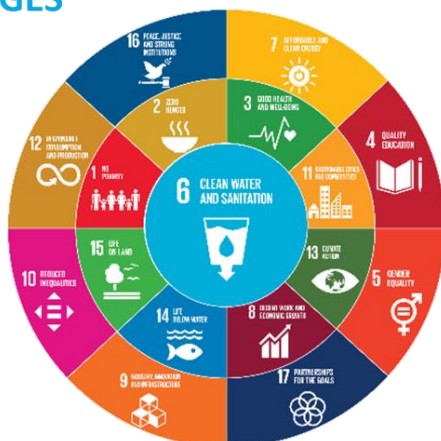 GES
16 PEACE, JUSTICE
AND STRONG
INSTITUTIONS
7 AFFORDABLE AND
CLEAN ENERGY
2 ZERO
HUNGER
3 GOOD HEALTH
AND WELL-BEING
12 RESPONSIBLE
CONSUMPTION
AND PRODUCTION
4 QUALITY
EDUCATION
1 NO
POVERTY
6 CLEAN WATER
AND SANITATION
11 SUSTAINABLE CITIES
AND COMMUNITIES
15 LIFE
ON LAND
13 CLIMATE
ACTION
10 REDUCED
INEQUALITIES
5 GENDER
EQUALITY
14 LIFE
BELOW WATER
8 DECENT WORK AND
ECONOMIC GROWTH
9 INDUSTRY, INNOVATION
AND INFRASTRUCTURE
17 PARTNERSHIPS
FOR THE GOALS